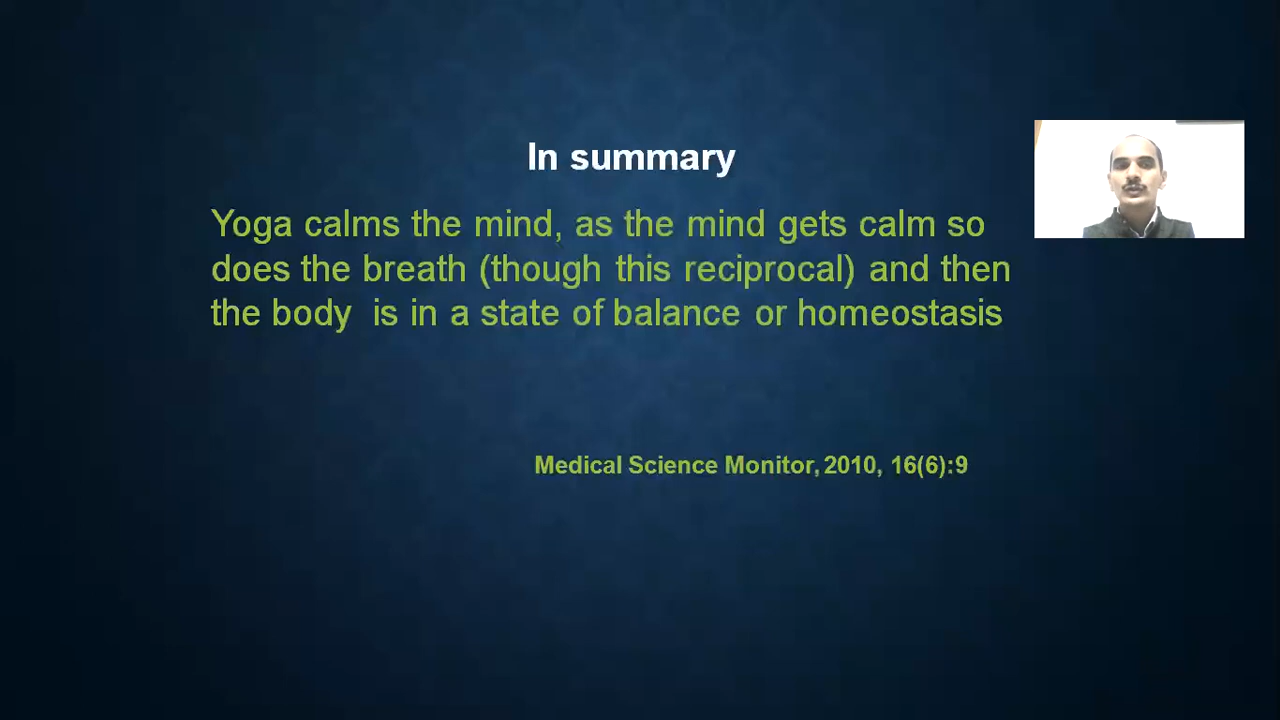 In summary
Yoga calms the mind, as the mind gets calm so
does the breath (though this reciprocal) and then
the body  is in a state of balance or homeostasis
Medical Science Monitor, 2010, 16(6):9